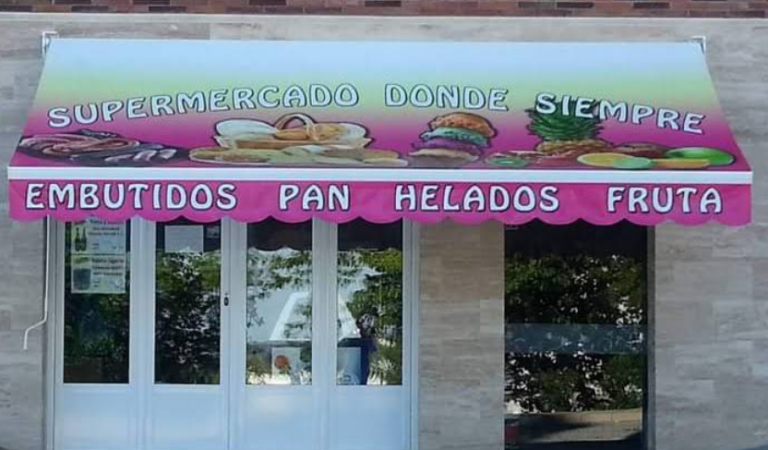 SUPERMERCADO DONDE SIEMPRE
EMBUTIDOS PAN HELADOS FRUTA